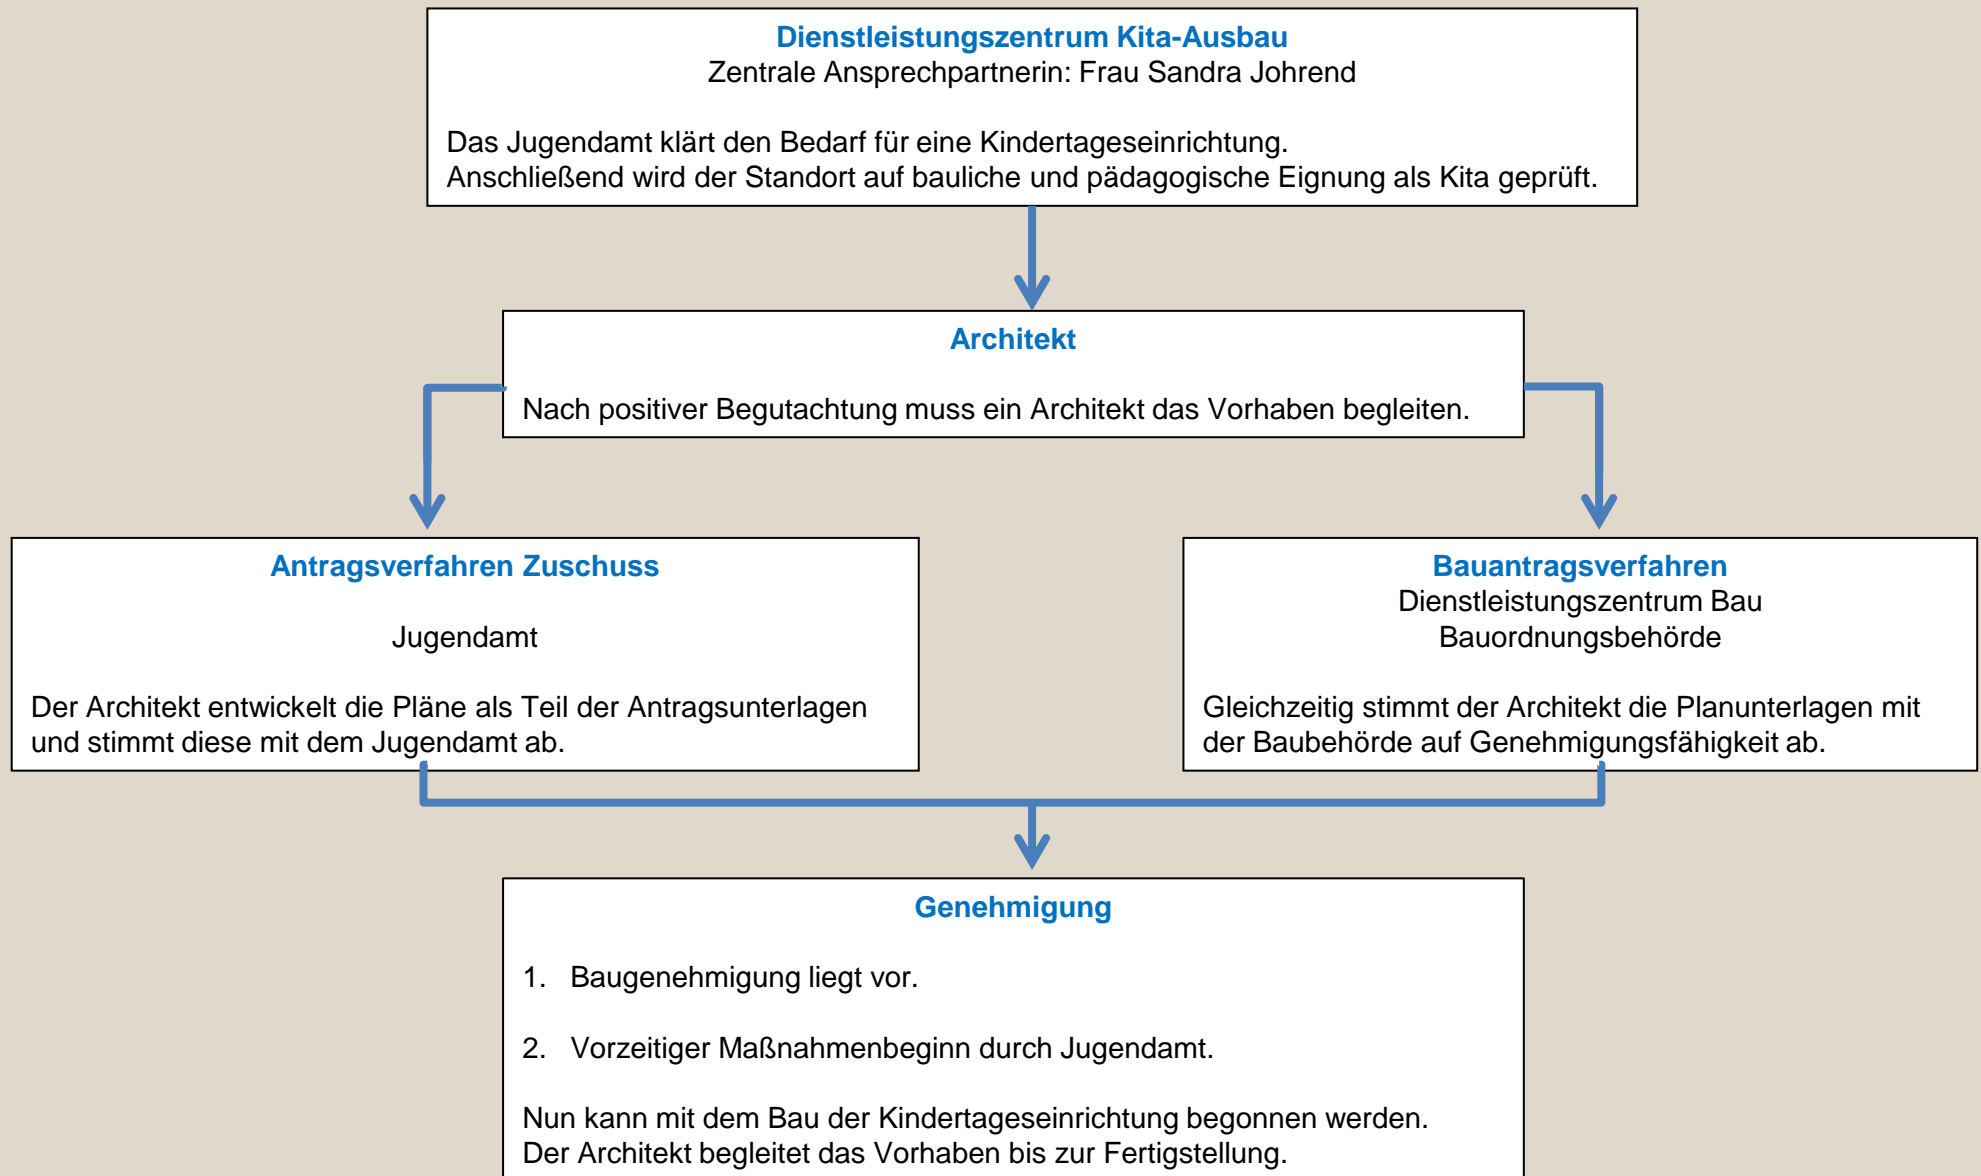 Dienstleistungszentrum Kita-Ausbau
Zentrale Ansprechpartnerin: Frau Sandra Johrend
Das Jugendamt klärt den Bedarf für eine Kindertageseinrichtung.
Anschließend wird der Standort auf bauliche und pädagogische Eignung als Kita geprüft.
Architekt
Nach positiver Begutachtung muss ein Architekt das Vorhaben begleiten.
Antragsverfahren Zuschuss
Jugendamt
Der Architekt entwickelt die Pläne als Teil der Antragsunterlagen
und stimmt diese mit dem Jugendamt ab.
Bauantragsverfahren
Dienstleistungszentrum Bau
Bauordnungsbehörde
Gleichzeitig stimmt der Architekt die Planunterlagen mit
der Baubehörde auf Genehmigungsfähigkeit ab.
Genehmigung
1. Baugenehmigung liegt vor.
2. Vorzeitiger Maßnahmenbeginn durch Jugendamt.
Nun kann mit dem Bau der Kindertageseinrichtung begonnen werden.
Der Architekt begleitet das Vorhaben bis zur Fertigstellung.